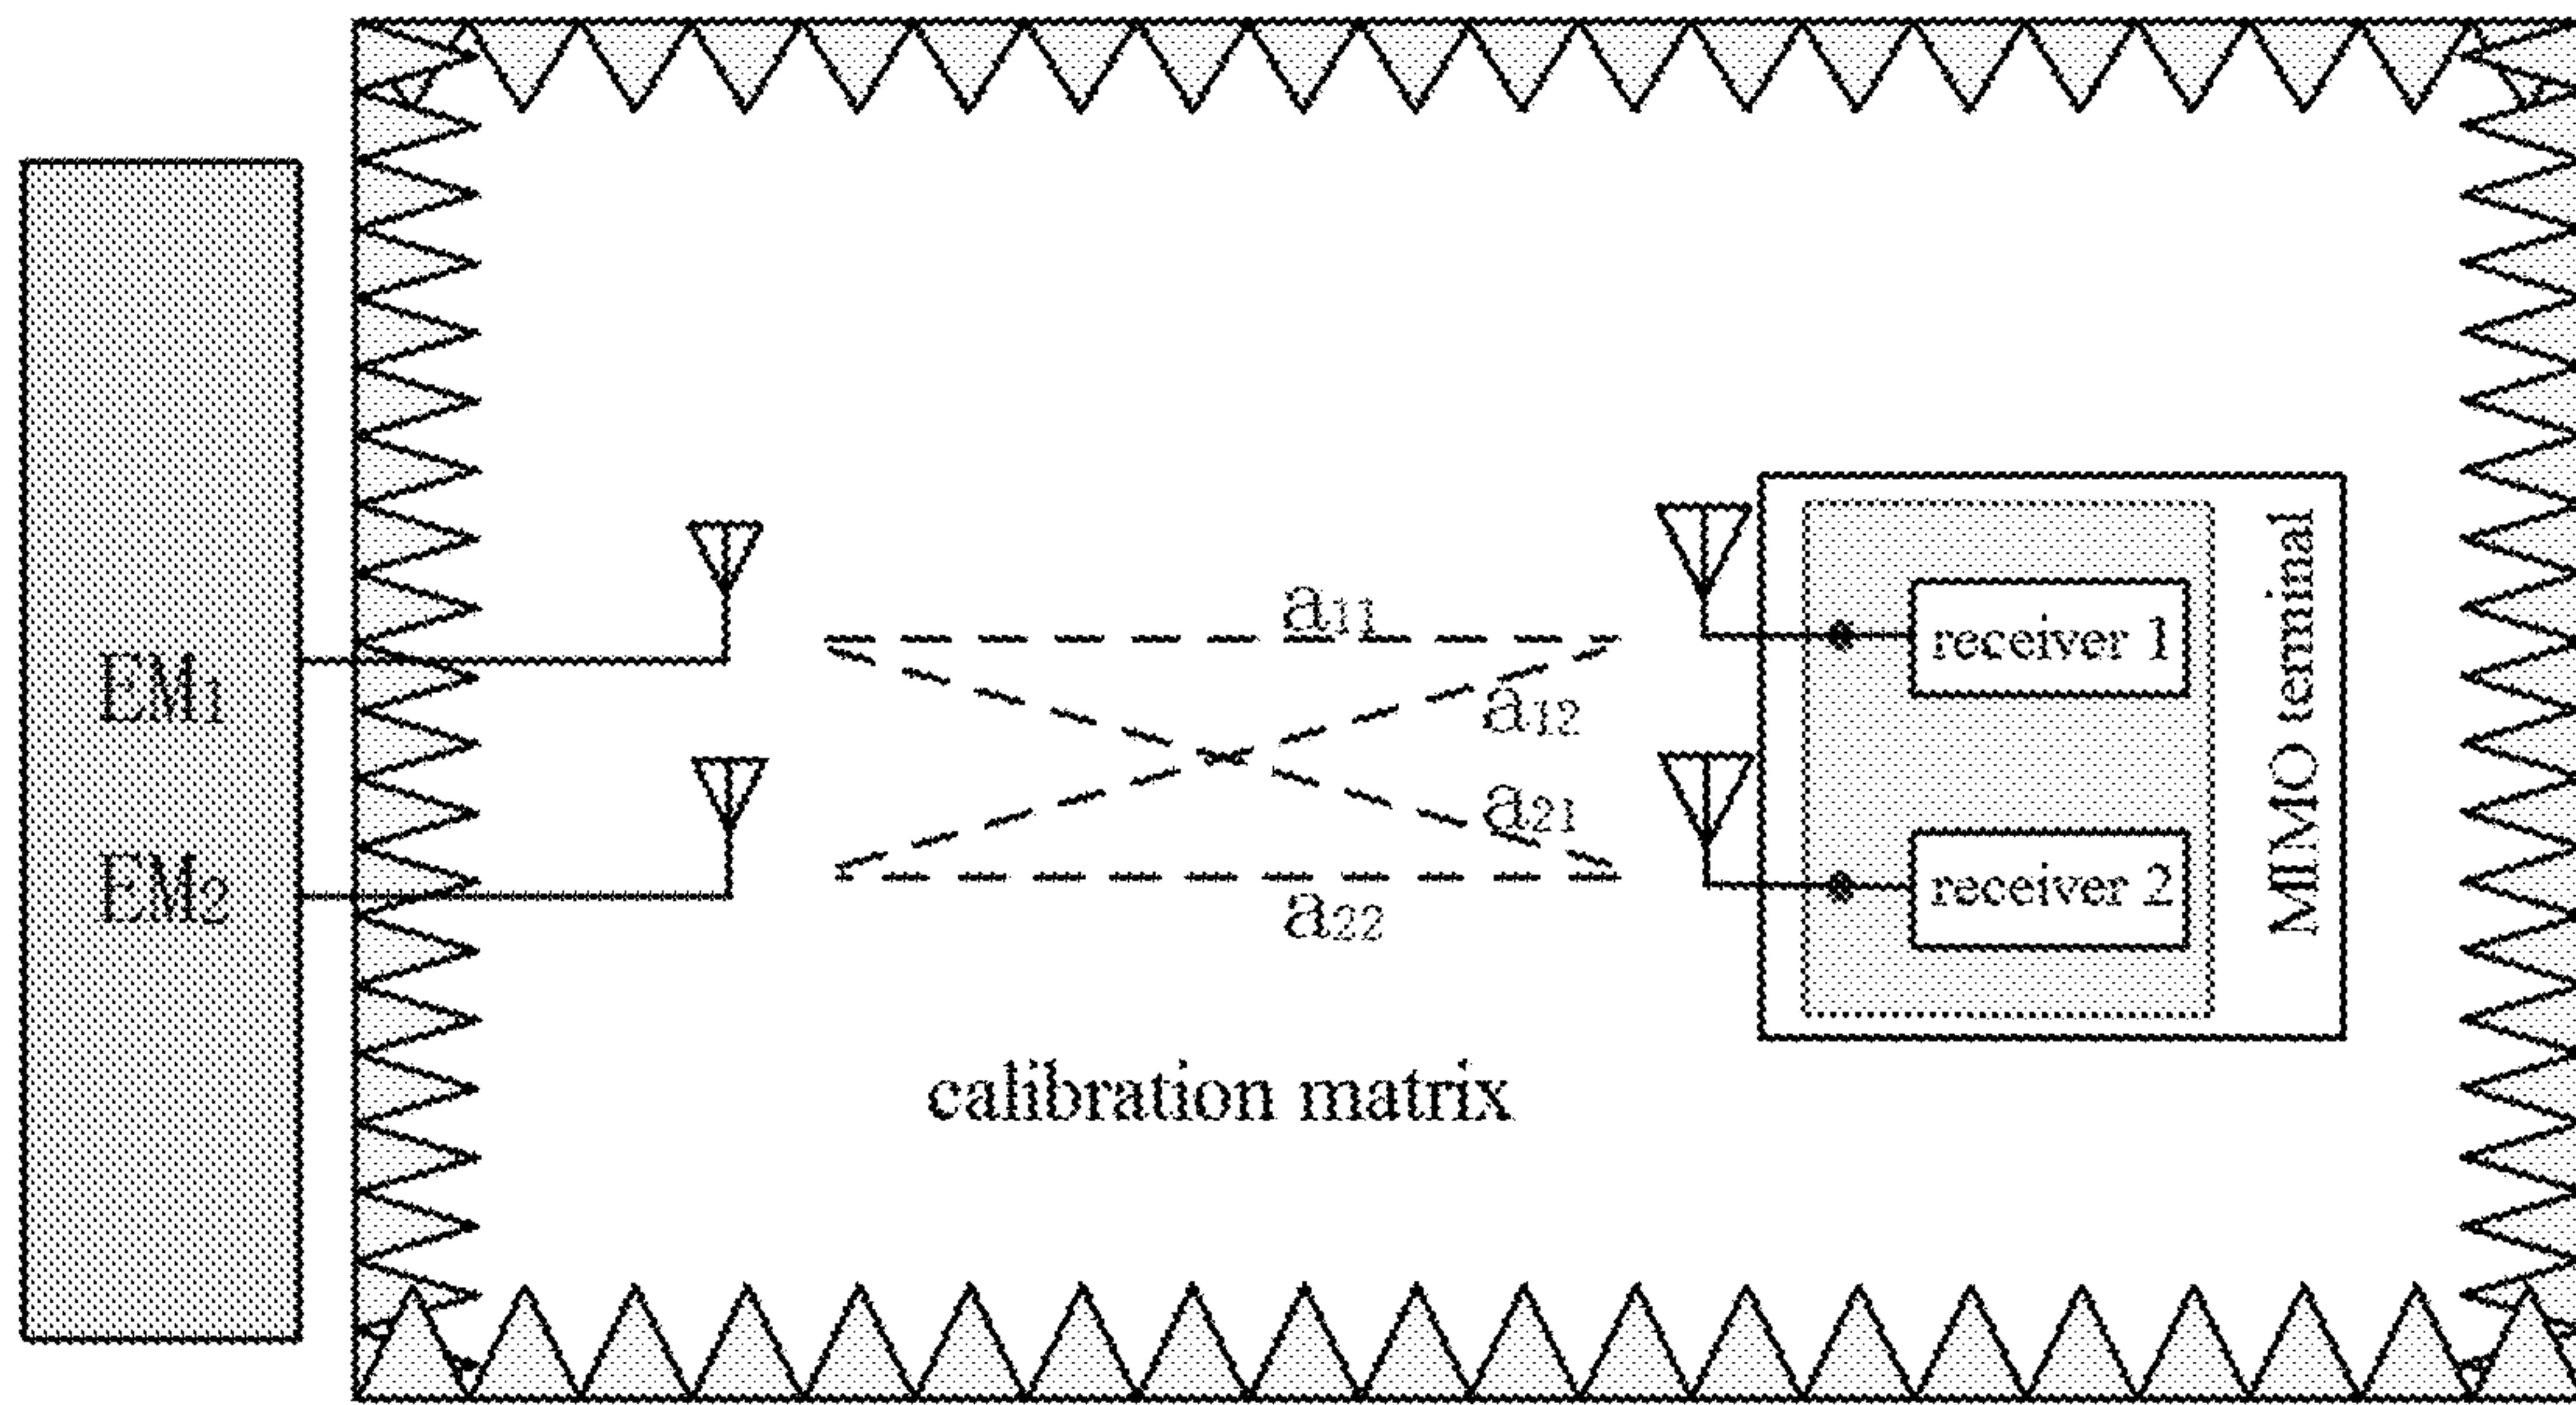 EM1
EM2
a11
a12
a21
a22
receiver 1
receiver 2
MIMO terminal
calibration matrix